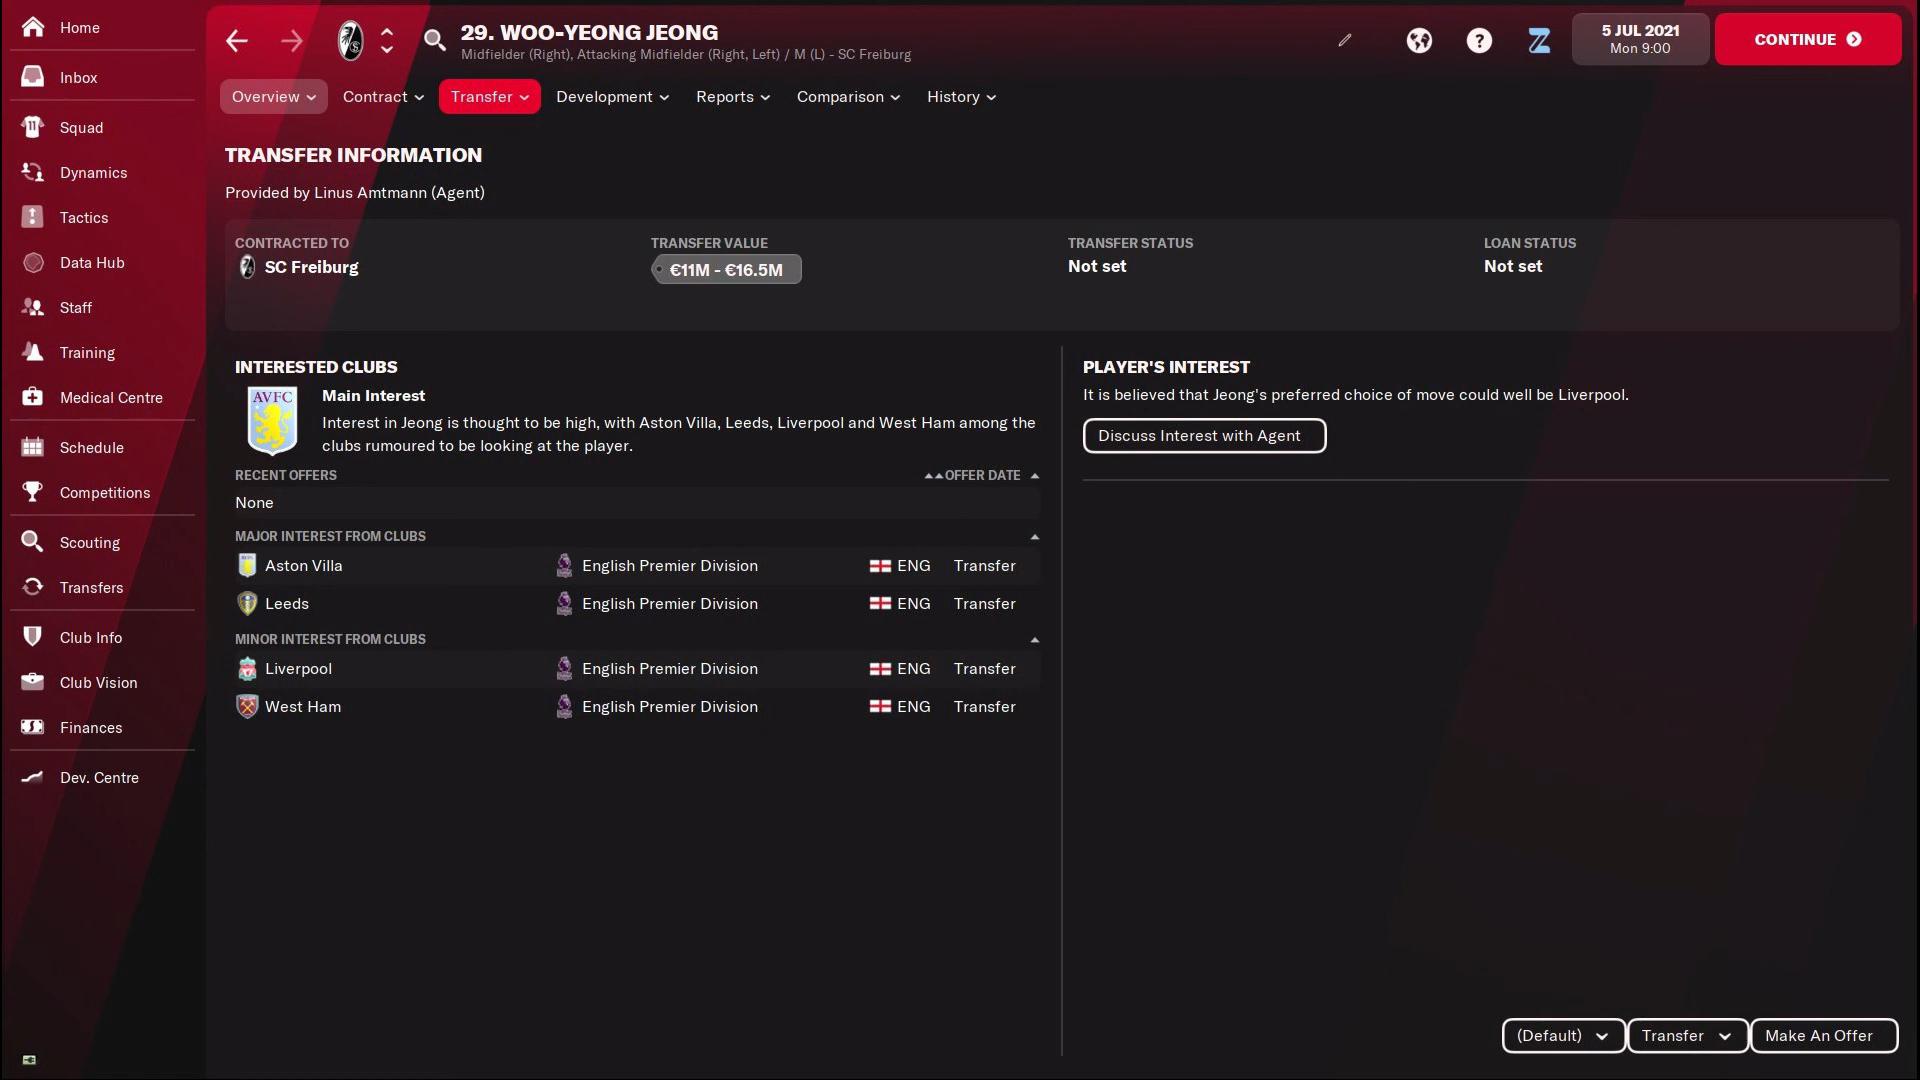 Home
Inbox
Squad
Dynamics
Tactics
Data Hub
Staff
Training
Medical Centre
Schedule
Competitions
Scouting
Transfers
Club Info
Club Vision
Finances
Dev. Centre
29. WOO-YEONG JEONG
Midfielder (Right), Attacking Midfielder (Right, Left) / M (L) - SC Freiburg
5 JUL 2021
Mon 9:00
CONTINUE
Overview
Contract
Transfer
Development
Reports
Comparison
History
TRANSFER INFORMATION
Provided by Linus Amtmann (Agent)
CONTRACTED TO
SC Freiburg
TRANSFER VALUE
€11M - €16.5M
TRANSFER STATUS
Not set
LOAN STATUS
Not set
INTERESTED CLUBS
AVFC
Main Interest
Interest in Jeong is thought to be high, with Aston Villa, Leeds, Liverpool and West Ham among the
clubs rumoured to be looking at the player.
RECENT OFFERS OFFER DATE
None
MAJOR INTEREST FROM CLUBS
Aston Villa English Premier Division ENG Transfer
Leeds English Premier Division ENG Transfer
MINOR INTEREST FROM CLUBS
Liverpool English Premier Division ENG Transfer
West Ham English Premier Division ENG Transfer
PLAYER'S INTEREST
It is believed that Jeong's preferred choice of move could well be Liverpool.
Discuss Interest with Agent
(Default)
Transfer
Make An Offer